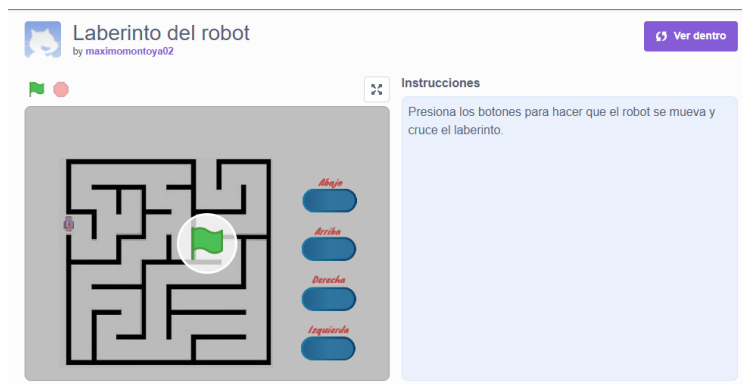 Laberinto del robot
by maximomontoya02
Ver dentro
Instrucciones
Presiona los botones para hacer que el robot se mueva y
cruce el laberinto.
Abajo
Arriba
Derecha
Izquierda